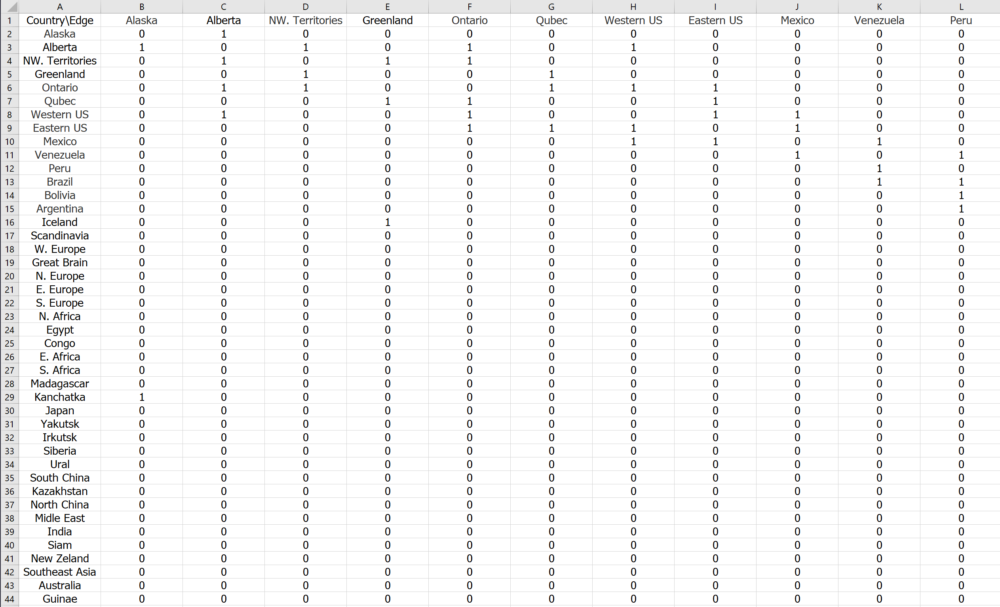 A B C D E F G H I J K L
1 Country\Edge Alaska Alberta NW. Territories Greenland Ontario Qubec Western US Eastern US Mexico Venezuela Peru
2 Alaska 0 1 0 0 0 0 0 0 0 0 0
3 Alberta 1 0 1 0 1 0 1 0 0 0 0
4 NW. Territories 0 1 0 1 1 0 0 0 0 0 0
5 Greenland 0 0 1 0 0 1 0 0 0 0 0
6 Ontario 0 1 1 0 0 1 1 1 0 0 0
7 Qubec 0 0 0 1 1 0 0 1 0 0 0
8 Western US 0 1 0 0 1 0 0 1 1 0 0
9 Eastern US 0 0 0 0 1 1 1 0 1 0 0
10 Mexico 0 0 0 0 0 0 1 1 0 1 0
11 Venezuela 0 0 0 0 0 0 0 0 1 0 1
12 Peru 0 0 0 0 0 0 0 0 0 1 0
13 Brazil 0 0 0 0 0 0 0 0 0 1 1
14 Bolivia 0 0 0 0 0 0 0 0 0 0 1
15 Argentina 0 0 0 0 0 0 0 0 0 0 1
16 Iceland 0 0 0 1 0 0 0 0 0 0 0
17 Scandinavia 0 0 0 0 0 0 0 0 0 0 0
18 W. Europe 0 0 0 0 0 0 0 0 0 0 0
19 Great Brain 0 0 0 0 0 0 0 0 0 0 0
20 N. Europe 0 0 0 0 0 0 0 0 0 0 0
21 E. Europe 0 0 0 0 0 0 0 0 0 0 0
22 S. Europe 0 0 0 0 0 0 0 0 0 0 0
23 N. Africa 0 0 0 0 0 0 0 0 0 0 0
24 Egypt 0 0 0 0 0 0 0 0 0 0 0
25 Congo 0 0 0 0 0 0 0 0 0 0 0
26 E. Africa 0 0 0 0 0 0 0 0 0 0 0
27 S. Africa 0 0 0 0 0 0 0 0 0 0 0
28 Madagascar 0 0 0 0 0 0 0 0 0 0 0
29 Kanchatka 1 0 0 0 0 0 0 0 0 0 0
30 Japan 0 0 0 0 0 0 0 0 0 0 0
31 Yakutsk 0 0 0 0 0 0 0 0 0 0 0
32 Irkutsk 0 0 0 0 0 0 0 0 0 0 0
33 Siberia 0 0 0 0 0 0 0 0 0 0 0
34 Ural 0 0 0 0 0 0 0 0 0 0 0
35 South China 0 0 0 0 0 0 0 0 0 0 0
36 Kazakhstan 0 0 0 0 0 0 0 0 0 0 0
37 North China 0 0 0 0 0 0 0 0 0 0 0
38 Midle East 0 0 0 0 0 0 0 0 0 0 0
39 India 0 0 0 0 0 0 0 0 0 0 0
40 Siam 0 0 0 0 0 0 0 0 0 0 0
41 New Zeland 0 0 0 0 0 0 0 0 0 0 0
42 Southeast Asia 0 0 0 0 0 0 0 0 0 0 0
43 Australia 0 0 0 0 0 0 0 0 0 0 0
44 Guinae 0 0 0 0 0 0 0 0 0 0 0